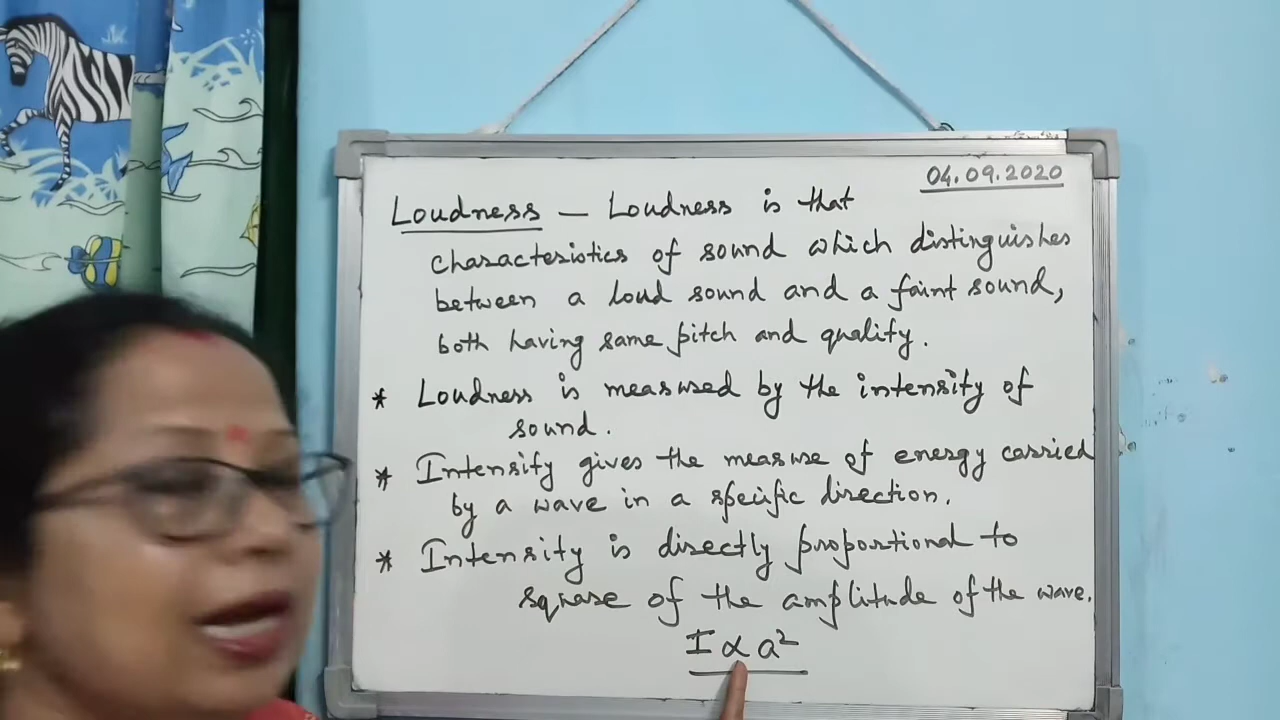 04.09.2020
Loudness — Loudness is that
characteristics of sound which distinguishes
between a loud sound and a faint sound,
both having same pitch and quality.
* Loudness is measured by the intensity of
sound.
* Intensity gives the measure of energy carried
by a wave in a specific direction.
* Intensity is directly proportional to
square of the amplitude of the wave.
I ∝ a²